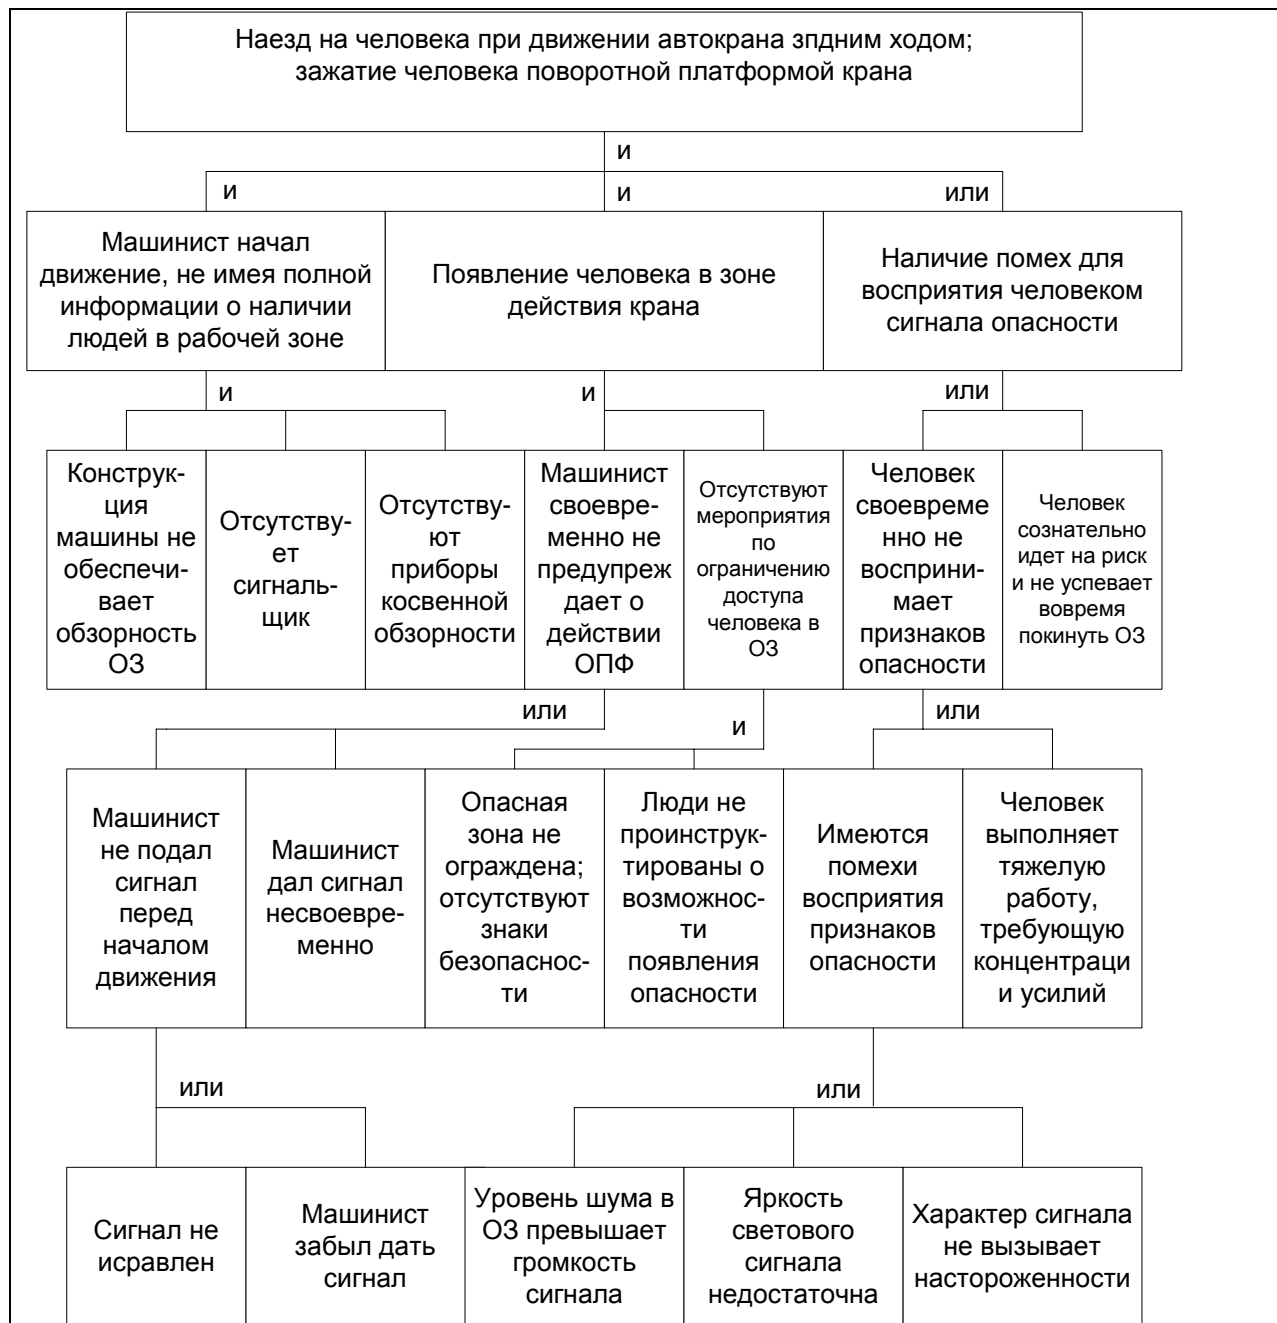 Наезд на человека при движении автокрана зпдним ходом;
зажатие человека поворотной платформой крана
и
и
и
или
Машинист начал
движение, не имея полной
информации о наличии
людей в рабочей зоне
Появление человека в зоне
действия крана
Наличие помех для
восприятия человеком
сигнала опасности
и
и
или
Конструк-
ция
машины не
обеспечи-
вает
обзорность
ОЗ
Отсутству-
ет
сигналь-
щик
Отсутству-
ют
приборы
косвенной
обзорности
Машинист
своевре-
менно не
предупреж
дает о
действии
ОПФ
Отсутствуют
мероприятия
по
ограничению
доступа
человека в
ОЗ
Человек
своевреме
нно не
восприни-
мает
признаков
опасности
Человек
сознательно
идет на риск
и не успевает
вовремя
покинуть ОЗ
или
и
или
Машинист
не подал
сигнал
перед
началом
движения
Машинист
дал сигнал
несвоевре-
менно
Опасная
зона не
ограждена;
отсутствуют
знаки
безопаснос-
ти
Люди не
проинструк-
тированы о
возможнос-
ти
появления
опасности
Имеются
помехи
восприятия
признаков
опасности
Человек
выполняет
тяжелую
работу,
требующую
концентраци
и усилий
или
или
Сигнал не
исравлен
Машинист
забыл дать
сигнал
Уровень шума в
ОЗ превышает
громкость
сигнала
Яркость
светового
сигнала
недостаточна
Характер сигнала
не вызывает
настороженности